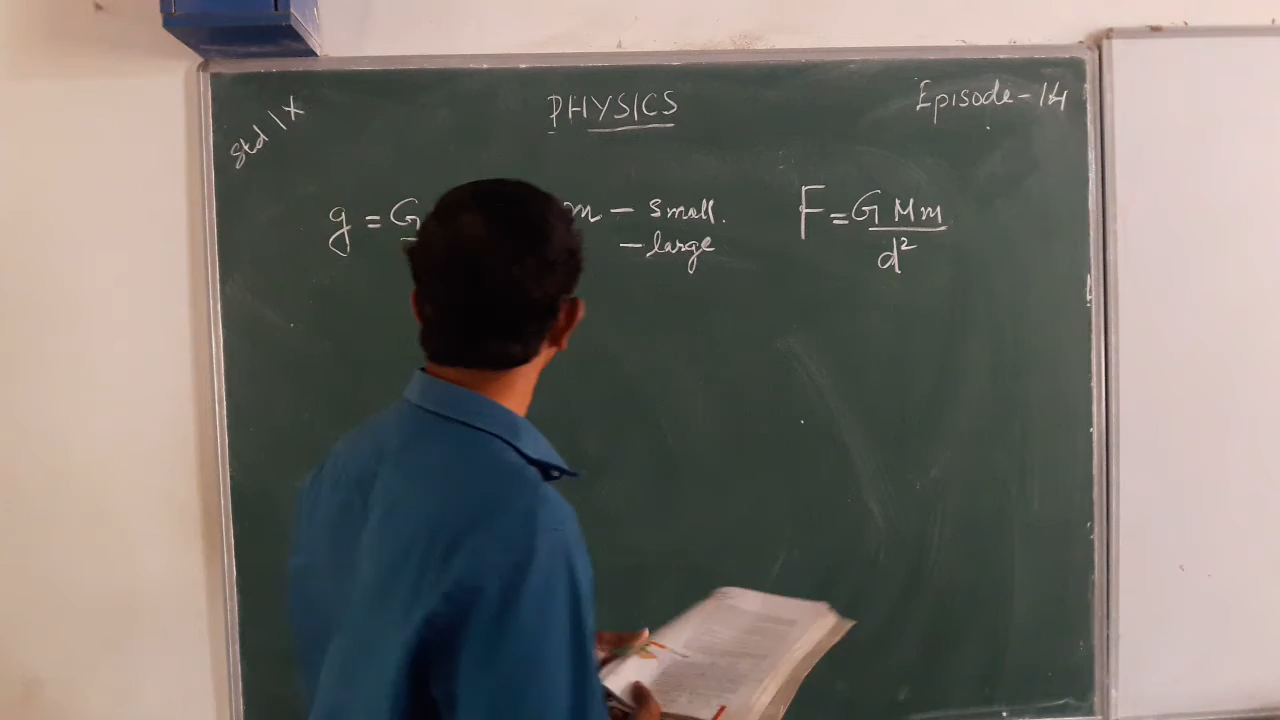 PHYSICS
Episode-14
Std IX
g = G
m - small.
- large
F = G Mm
d²